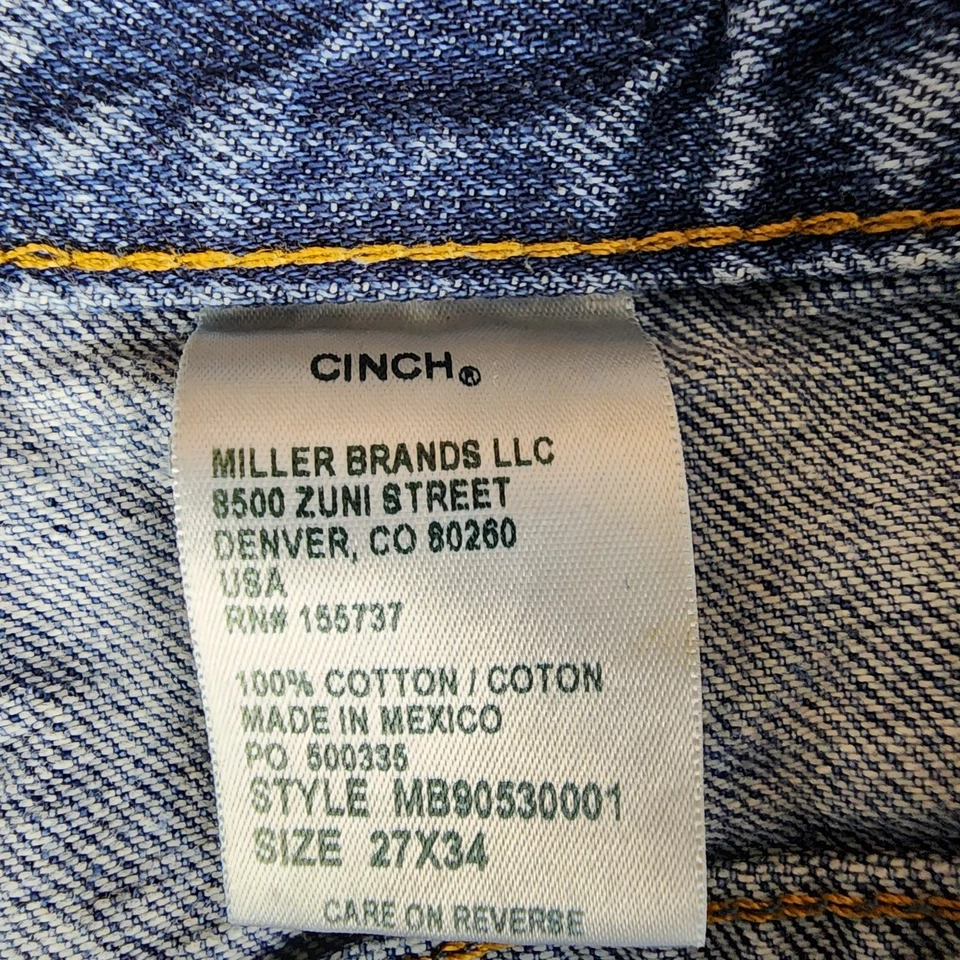 CINCH®
MILLER BRANDS LLC
8500 ZUNI STREET
DENVER, CO 80260
USA
RN# 155737
100% COTTON / COTON
MADE IN MEXICO
PO 500335
STYLE MB90530001
SIZE 27X34
CARE ON REVERSE